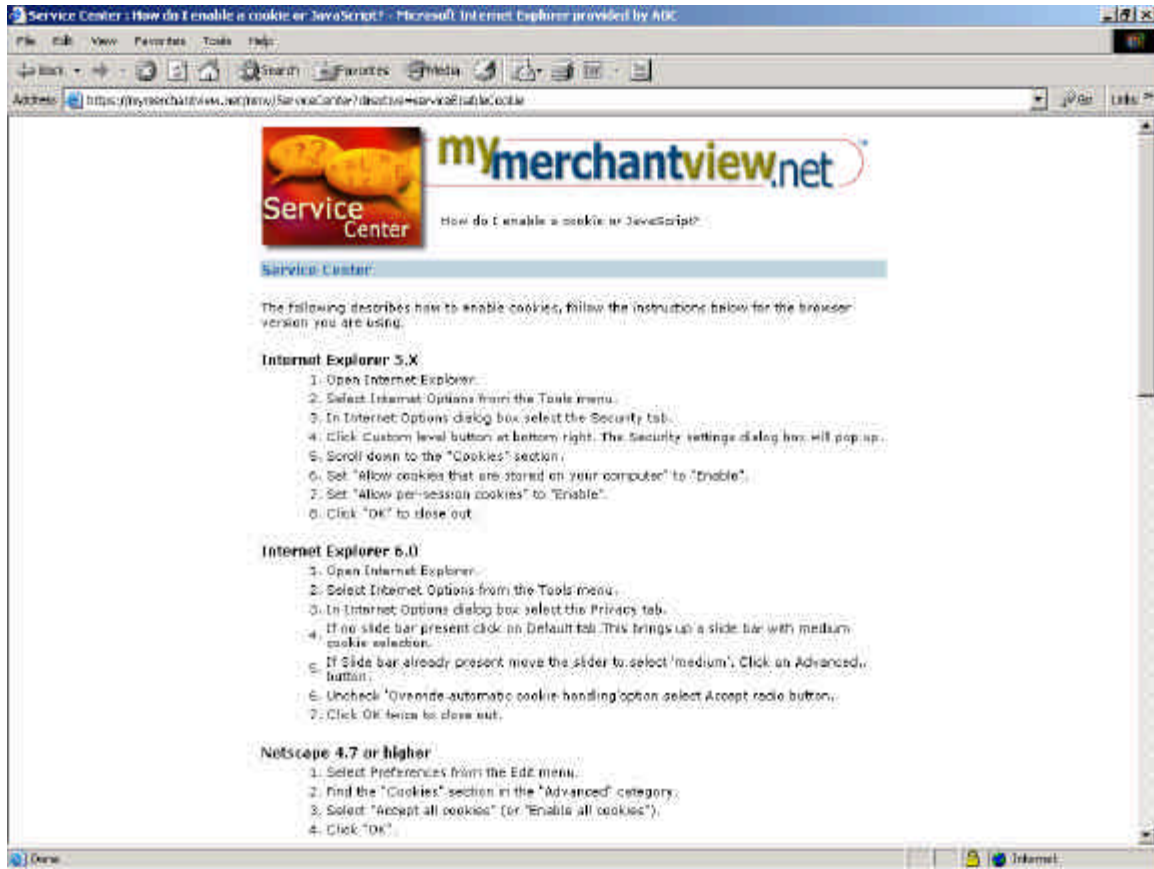 Service Center : How do I enable a cookie or JavaScript? - Microsoft Internet Explorer provided by ADC
File Edit View Favorites Tools Help
Back Search Favorites Media
Address https://mymerchantview.net/mmv/ServiceCenter?directive=serviceEnableCookie Go Links »
mymerchantview.net
Service
Center
How do I enable a cookie or JavaScript?
Service Center
The following describes how to enable cookies, follow the instructions below for the browser
version you are using.
Internet Explorer 5.X
1. Open Internet Explorer.
2. Select Internet Options from the Tools menu.
3. In Internet Options dialog box select the Security tab.
4. Click Custom level button at bottom right. The Security settings dialog box will pop up.
5. Scroll down to the "Cookies" section.
6. Set "Allow cookies that are stored on your computer" to "Enable".
7. Set "Allow per-session cookies" to "Enable".
8. Click "OK" to close out
Internet Explorer 6.0
1. Open Internet Explorer.
2. Select Internet Options from the Tools menu.
3. In Internet Options dialog box select the Privacy tab.
4. If no slide bar present click on Default tab. This brings up a slide bar with medium
cookie selection.
5. If Slide bar already present move the slider to select 'medium'. Click on Advanced..
button.
6. Uncheck 'Override automatic cookie handling' option select Accept radio button..
7. Click OK twice to close out.
Netscape 4.7 or higher
1. Select Preferences from the Edit menu.
2. Find the "Cookies" section in the "Advanced" category.
3. Select "Accept all cookies" (or "Enable all cookies").
4. Click "OK".
Done Internet